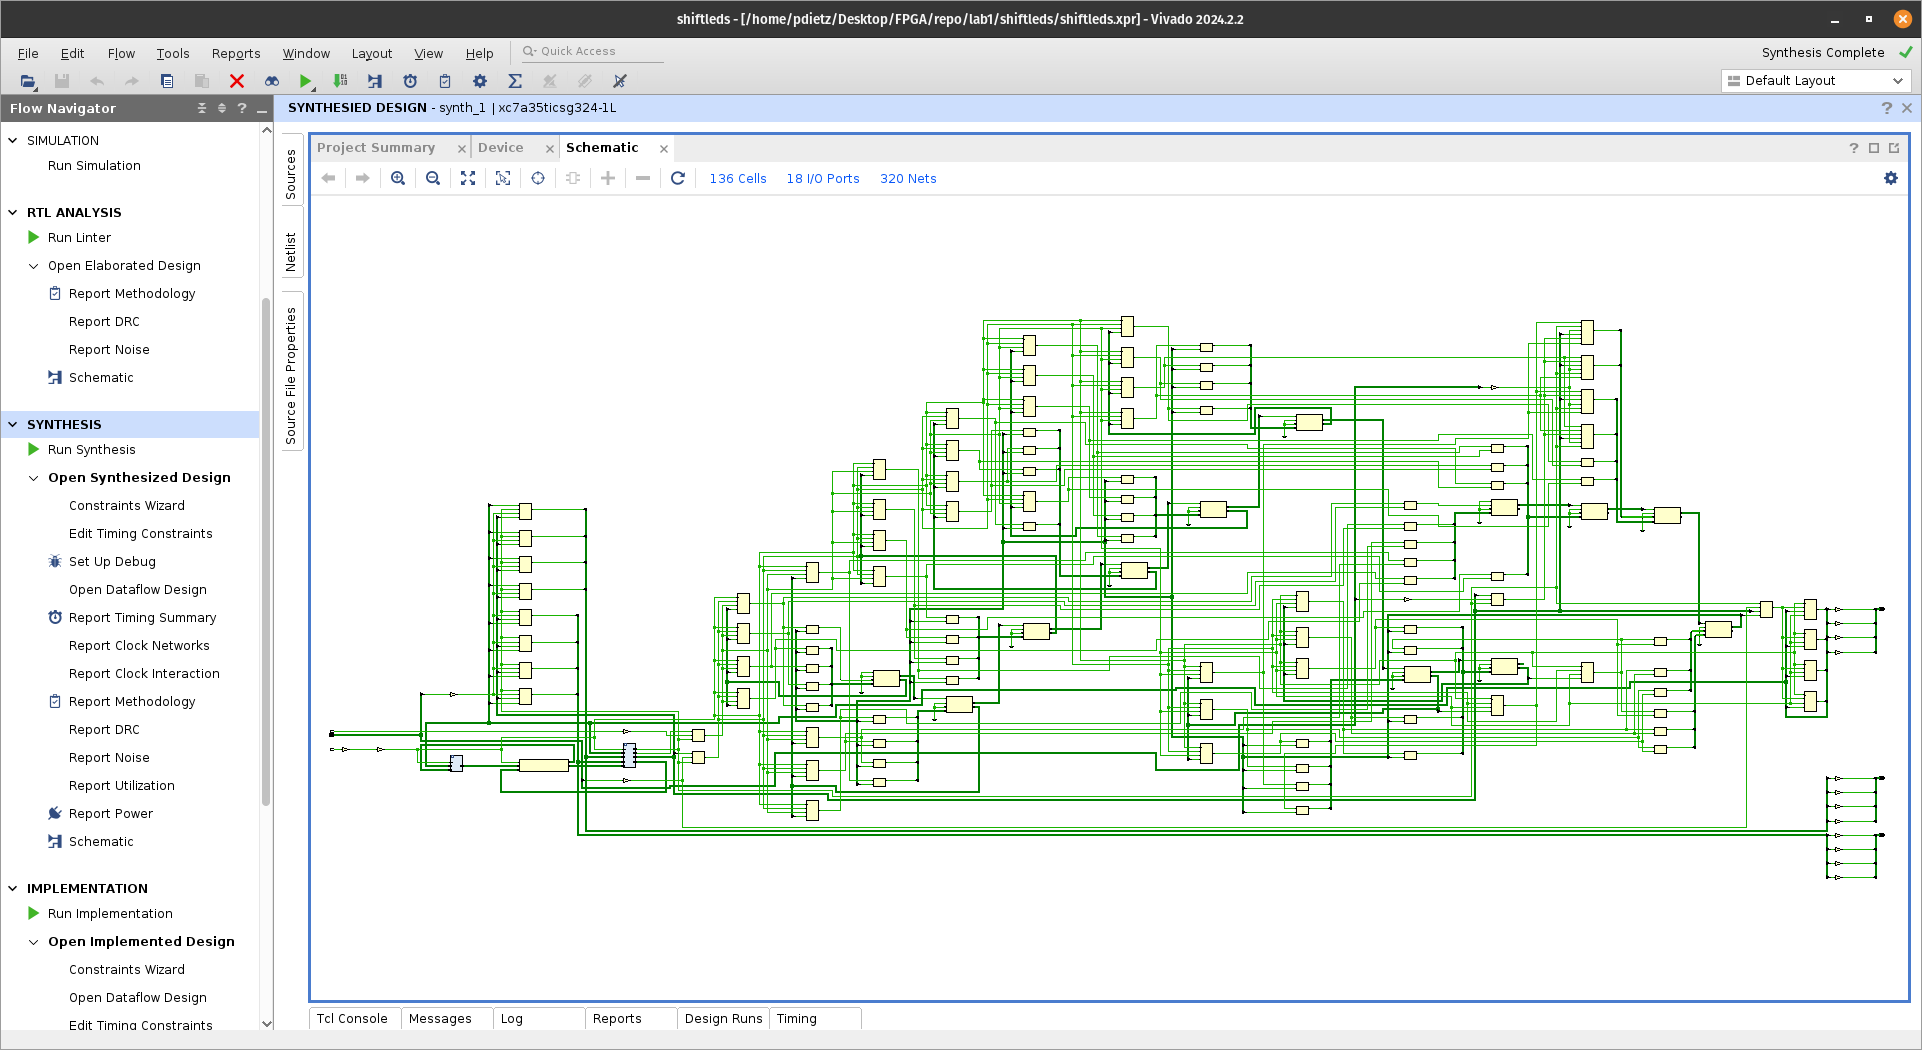 shiftleds - [/home/pdietz/Desktop/FPGA/repo/lab1/shiftleds/shiftleds.xpr] - Vivado 2024.2.2
File Edit Flow Tools Reports Window Layout View Help Quick Access
Synthesis Complete
Default Layout
Flow Navigator
SYNTHESIED DESIGN - synth_1 | xc7a35ticsg324-1L
SIMULATION
Run Simulation
RTL ANALYSIS
Run Linter
Open Elaborated Design
Report Methodology
Report DRC
Report Noise
Schematic
SYNTHESIS
Run Synthesis
Open Synthesized Design
Constraints Wizard
Edit Timing Constraints
Set Up Debug
Open Dataflow Design
Report Timing Summary
Report Clock Networks
Report Clock Interaction
Report Methodology
Report DRC
Report Noise
Report Utilization
Report Power
Schematic
IMPLEMENTATION
Run Implementation
Open Implemented Design
Constraints Wizard
Open Dataflow Design
Edit Timing Constraints
Sources
Netlist
Source File Properties
Project Summary Device Schematic
136 Cells 18 I/O Ports 320 Nets
Tcl Console Messages Log Reports Design Runs Timing